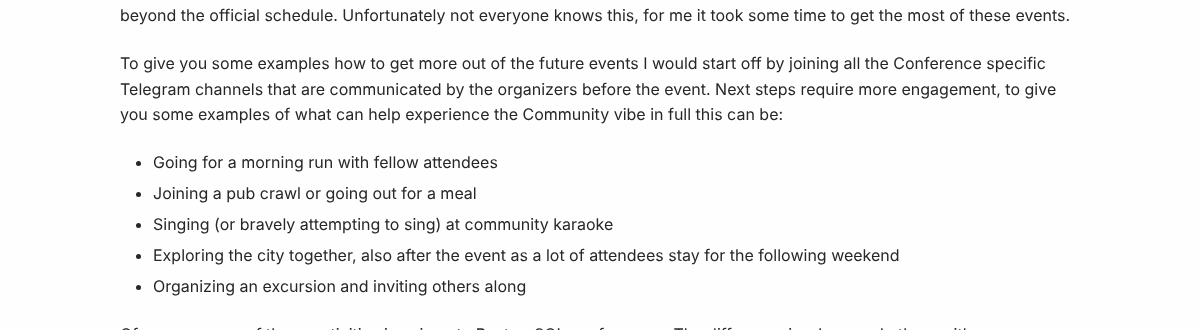 beyond the official schedule. Unfortunately not everyone knows this, for me it took some time to get the most of these events.
To give you some examples how to get more out of the future events I would start off by joining all the Conference specific
Telegram channels that are communicated by the organizers before the event. Next steps require more engagement, to give
you some examples of what can help experience the Community vibe in full this can be:
• Going for a morning run with fellow attendees
• Joining a pub crawl or going out for a meal
• Singing (or bravely attempting to sing) at community karaoke
• Exploring the city together, also after the event as a lot of attendees stay for the following weekend
• Organizing an excursion and inviting others along